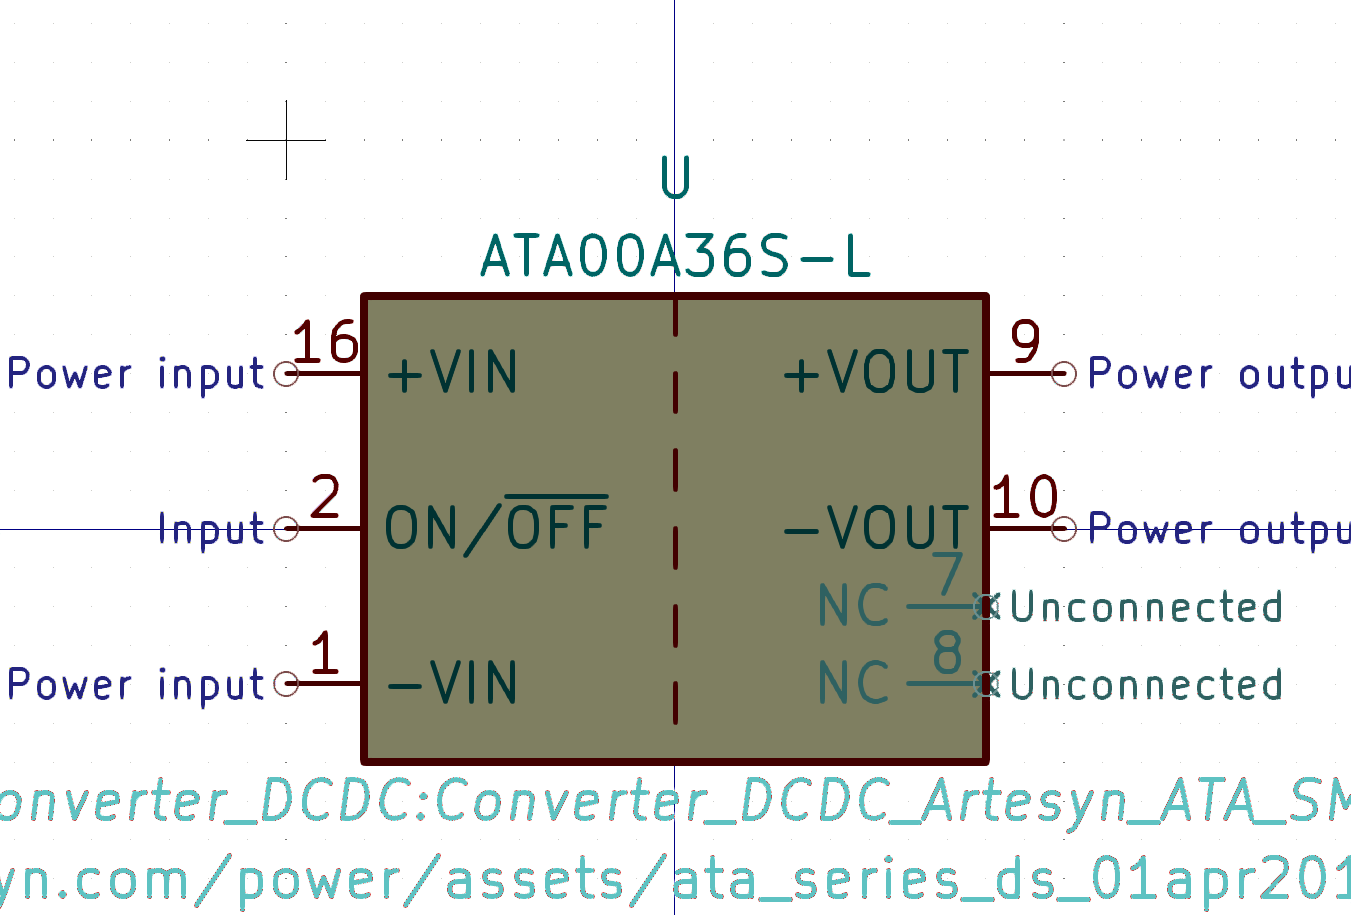 U
ATA00A36S-L
16 9
Power input +VIN +VOUT Power outpu
2 10
Input ON/OFF -VOUT Power outpu
7
NC Unconnected
8
1
Power input -VIN NC Unconnected
onverter_DCDC:Converter_DCDC_Artesyn_ATA_SM
yn.com/power/assets/ata_series_ds_01apr201